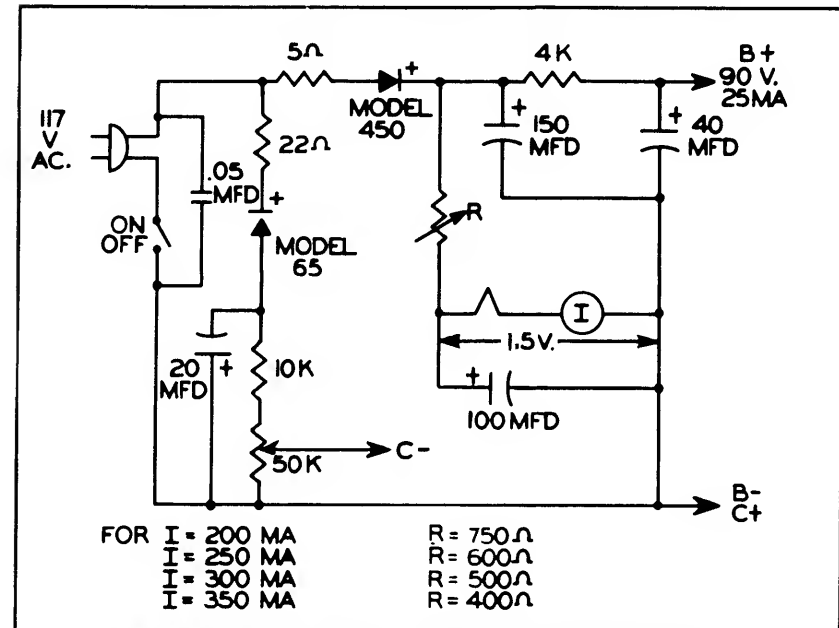 5Ω
4K
B+
90 V.
25MA
MODEL
450
117
V
AC.
22Ω
150
MFD
40
MFD
.05
MFD
R
ON
OFF
MODEL
65
I
1.5V.
20
MFD
10K
100MFD
50K
C-
B-
C+
FOR I = 200 MA R = 750Ω
I = 250 MA R = 600Ω
I = 300 MA R = 500Ω
I = 350 MA R = 400Ω